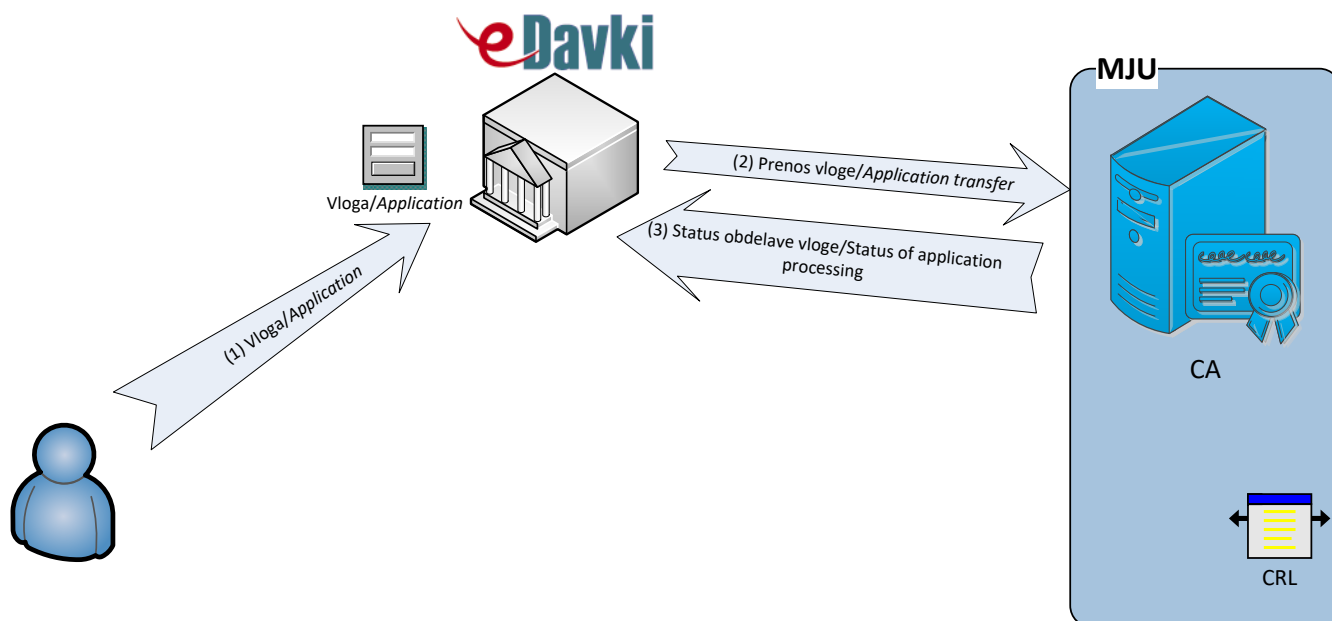 eDavki
MJU
Vloga/Application
(1) Vloga/Application
(2) Prenos vloge/Application transfer
(3) Status obdelave vloge/Status of application
processing
CA
CRL